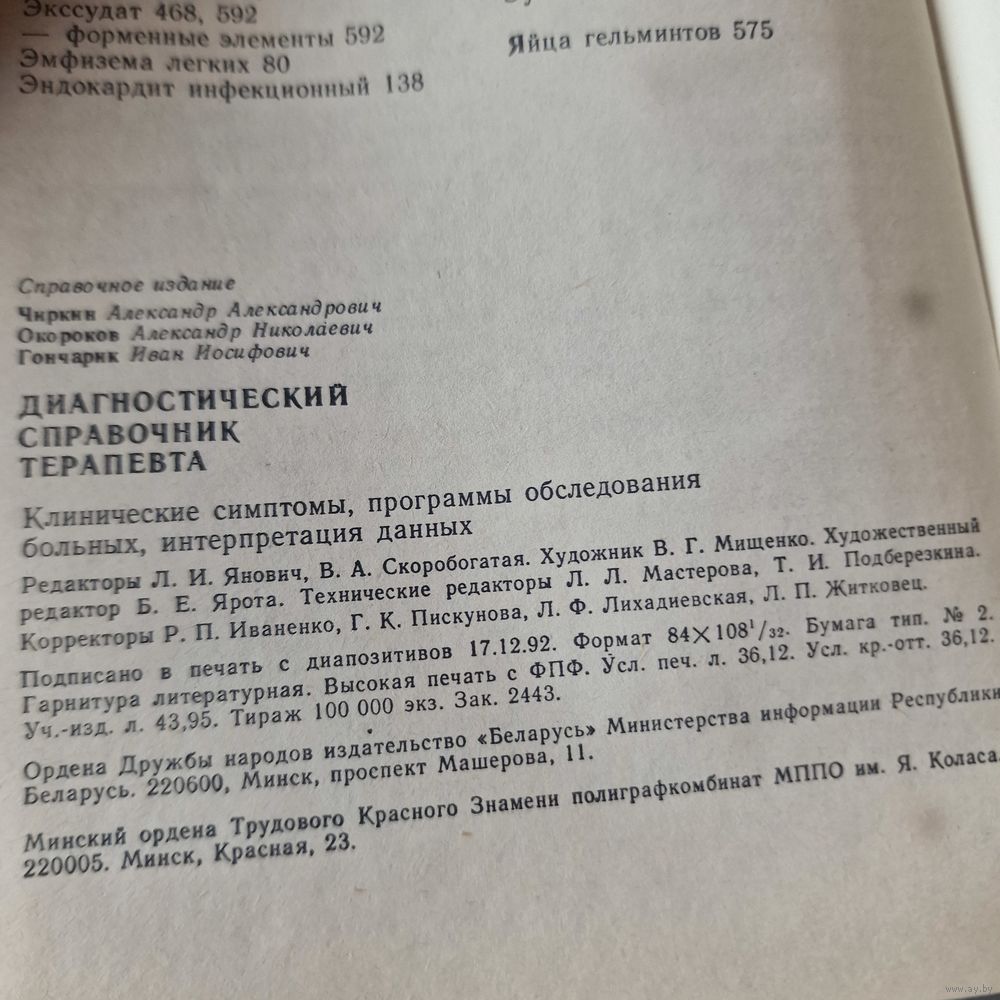 Экссудат 468, 592
— форменные элементы 592
Эмфизема легких 80
Эндокардит инфекционный 138
Яйца гельминтов 575
Справочное издание
Чиркин Александр Александрович
Окороков Александр Николаевич
Гончарик Иван Иосифович
ДИАГНОСТИЧЕСКИЙ
СПРАВОЧНИК
ТЕРАПЕВТА
Клинические симптомы, программы обследования
больных, интерпретация данных
Редакторы Л. И. Янович, В. А. Скоробогатая. Художник В. Г. Мищенко. Художественный
редактор Б. Е. Ярота. Технические редакторы Л. Л. Мастерова, Т. И. Подберезкина.
Корректоры Р. П. Иваненко, Г. К. Пискунова, Л. Ф. Лихадиевская, Л. П. Житковец.
Подписано в печать с диапозитивов 17.12.92. Формат 84×108¹/₃₂. Бумага тип. № 2.
Гарнитура литературная. Высокая печать с ФПФ. Усл. печ. л. 36,12. Усл. кр.-отт. 36,12.
Уч.-изд. л. 43,95. Тираж 100 000 экз. Зак. 2443.
Ордена Дружбы народов издательство «Беларусь» Министерства информации Республики
Беларусь. 220600, Минск, проспект Машерова, 11.
Минский ордена Трудового Красного Знамени полиграфкомбинат МППО им. Я. Коласа.
220005. Минск, Красная, 23.
www.ay.by